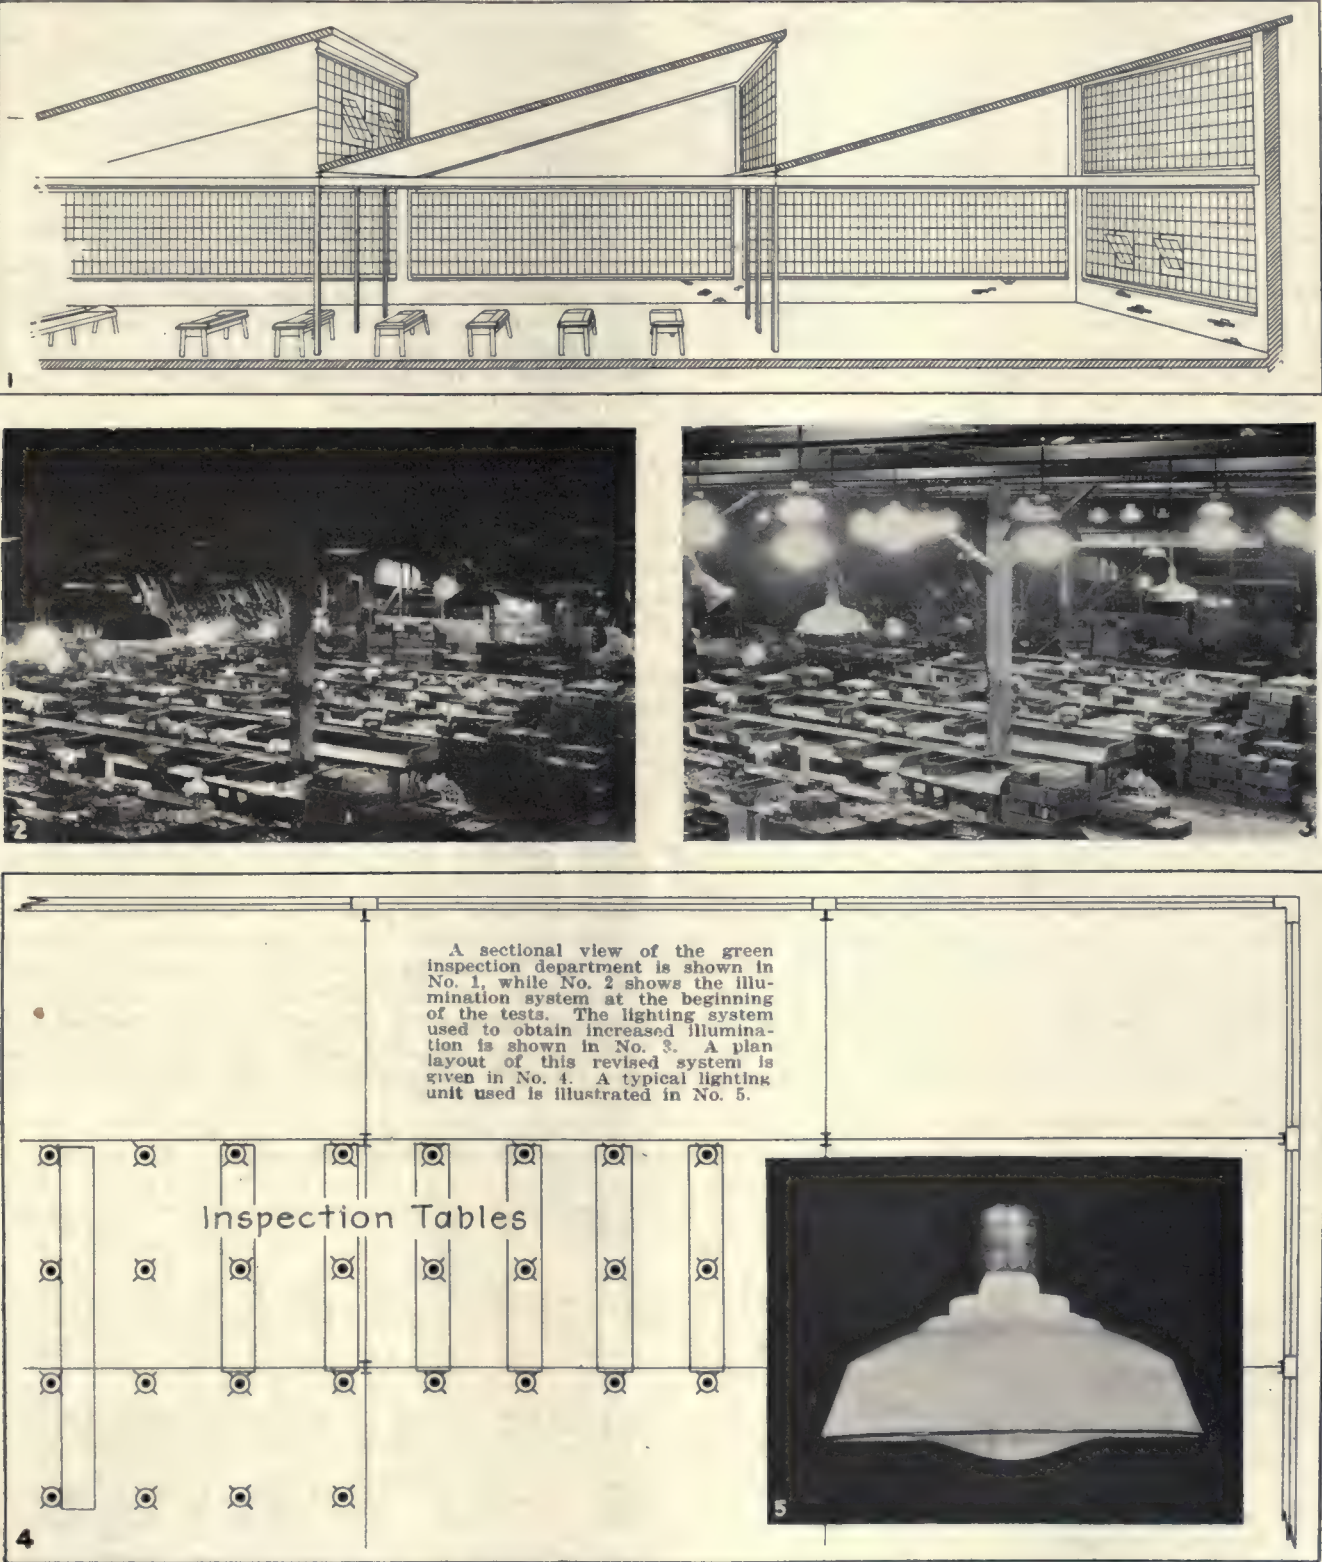 1
2
3
A sectional view of the green
inspection department is shown in
No. 1, while No. 2 shows the illu-
mination system at the beginning
of the tests. The lighting system
used to obtain increased illumina-
tion is shown in No. 3. A plan
layout of this revised system is
given in No. 4. A typical lighting
unit used is illustrated in No. 5.
Inspection Tables
5
4